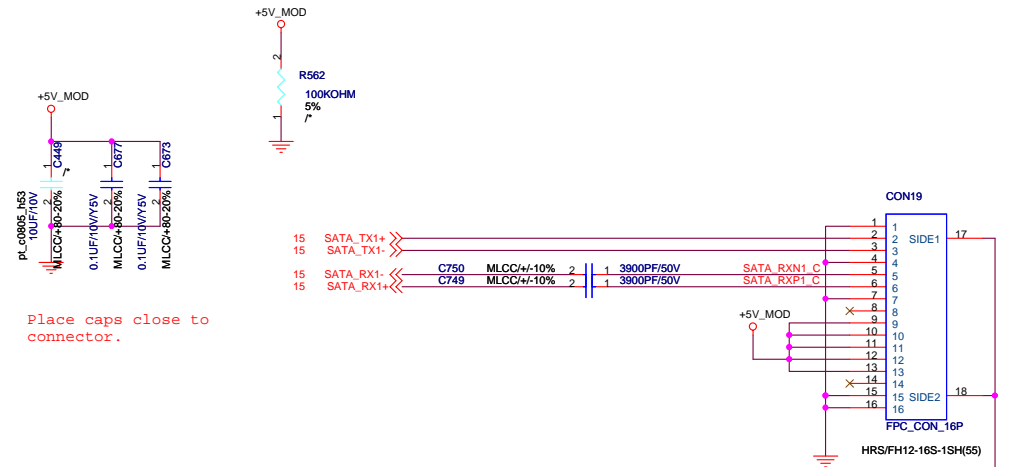 +5V_MOD
2
R562
100KOHM
5%
/*
1
+5V_MOD
1
C449
/*
2
pt_c0805_h53
10UF/10V
MLCC/+80-20%
1
C677
2
0.1UF/10V/Y5V
MLCC/+80-20%
1
C673
2
0.1UF/10V/Y5V
MLCC/+80-20%
Place caps close to
connector.
15 SATA_TX1+
15 SATA_TX1-
15 SATA_RX1- C750 MLCC/+/-10% 2 1 3900PF/50V SATA_RXN1_C
15 SATA_RX1+ C749 MLCC/+/-10% 2 1 3900PF/50V SATA_RXP1_C
+5V_MOD
CON19
1 1
2 2 SIDE1 17
3 3
4 4
5 5
6 6
7 7
8 8
9 9
10 10
11 11
12 12
13 13
14 14
15 15 SIDE2 18
16 16
FPC_CON_16P
HRS/FH12-16S-1SH(55)